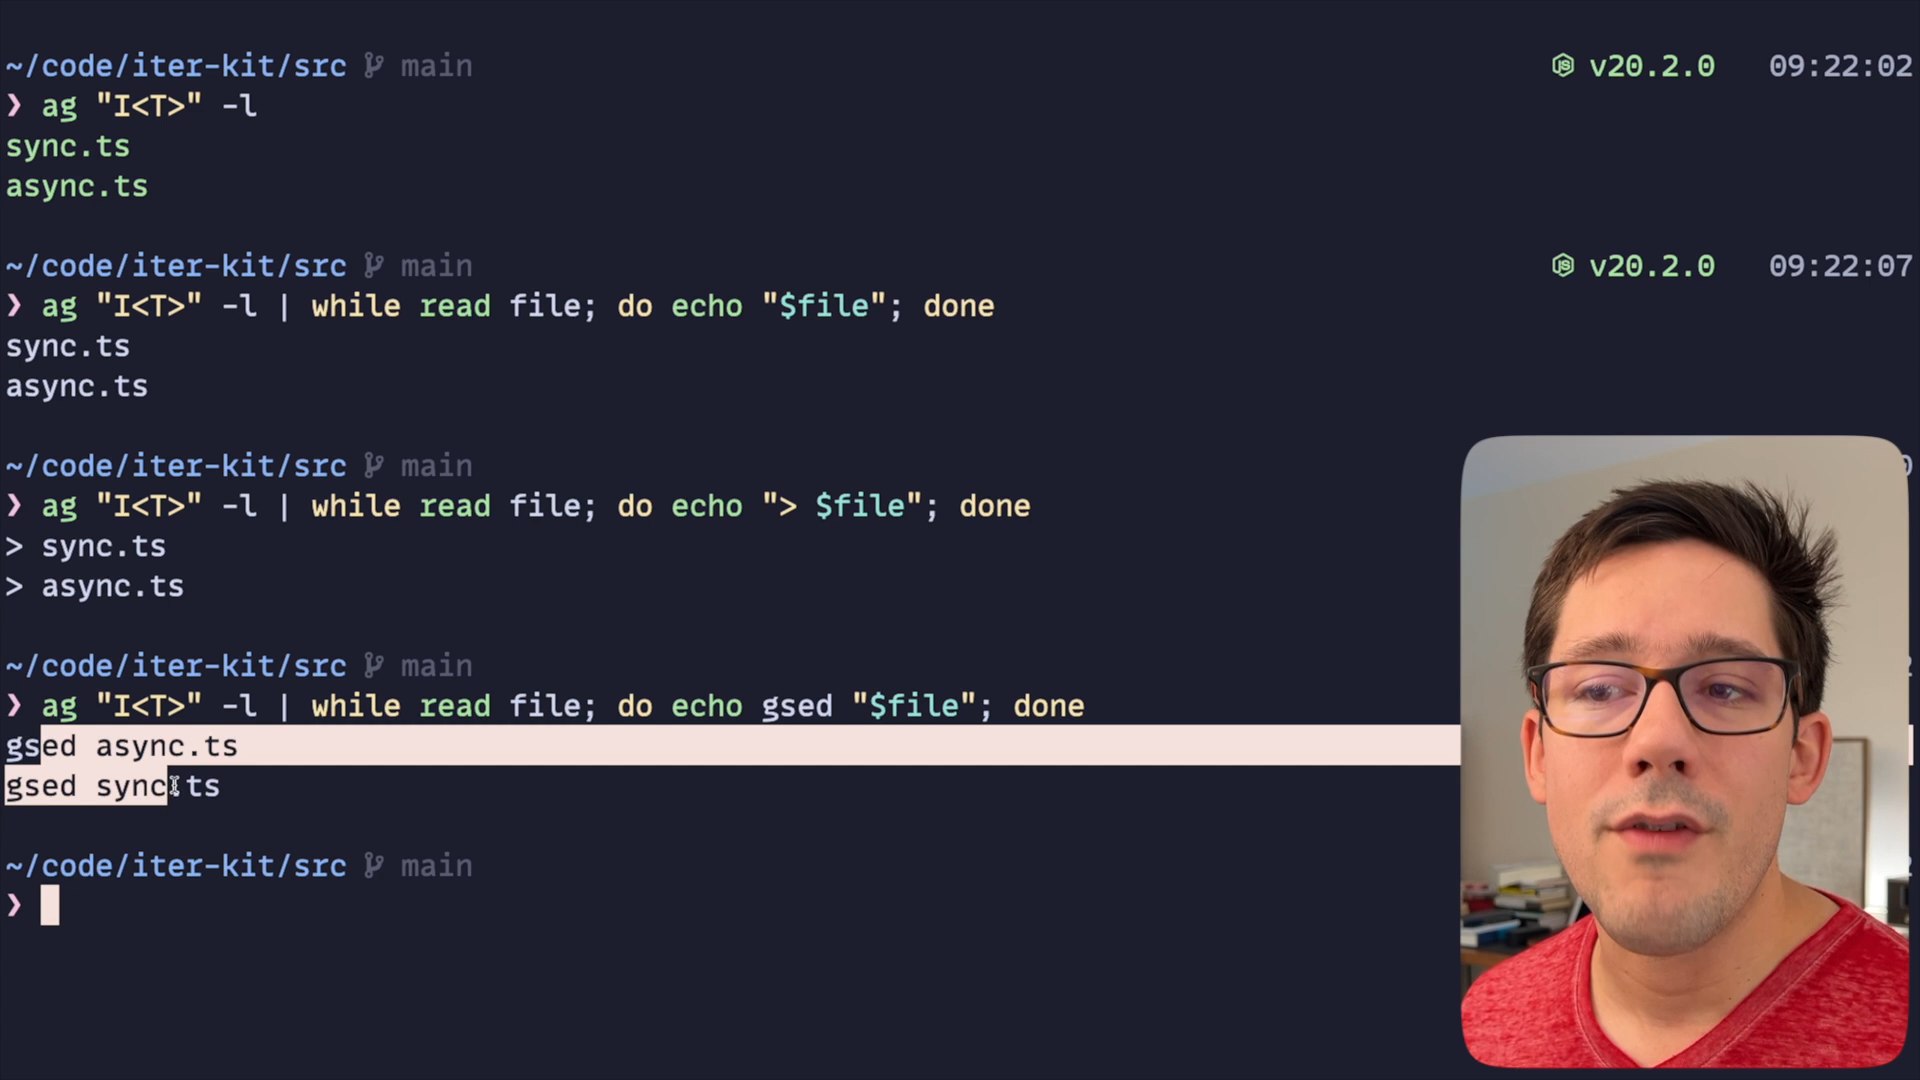 ~/code/iter-kit/src main v20.2.0 09:22:02
❯ ag "I<T>" -l
sync.ts
async.ts
~/code/iter-kit/src main v20.2.0 09:22:07
❯ ag "I<T>" -l | while read file; do echo "$file"; done
sync.ts
async.ts
~/code/iter-kit/src main
❯ ag "I<T>" -l | while read file; do echo "> $file"; done
> sync.ts
> async.ts
~/code/iter-kit/src main
❯ ag "I<T>" -l | while read file; do echo gsed "$file"; done
gsed async.ts
gsed sync.ts
~/code/iter-kit/src main
❯